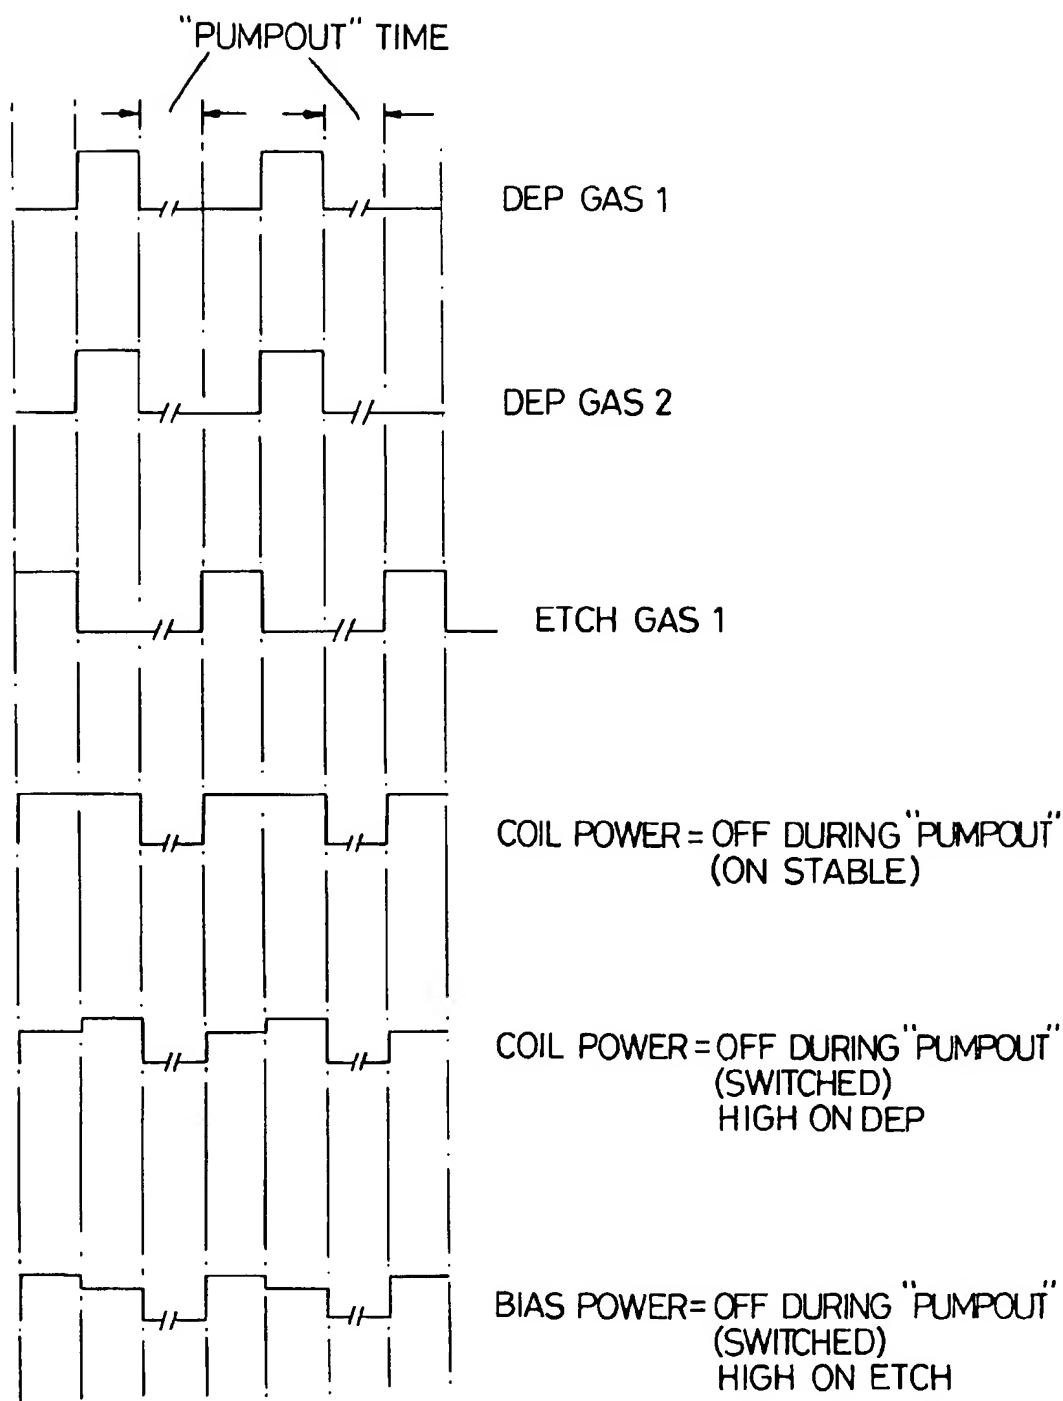 "PUMPOUT" TIME
DEP GAS 1
DEP GAS 2
ETCH GAS 1
COIL POWER = OFF DURING "PUMPOUT"
(ON STABLE)
COIL POWER = OFF DURING "PUMPOUT"
(SWITCHED)
HIGH ON DEP
BIAS POWER = OFF DURING "PUMPOUT"
(SWITCHED)
HIGH ON ETCH